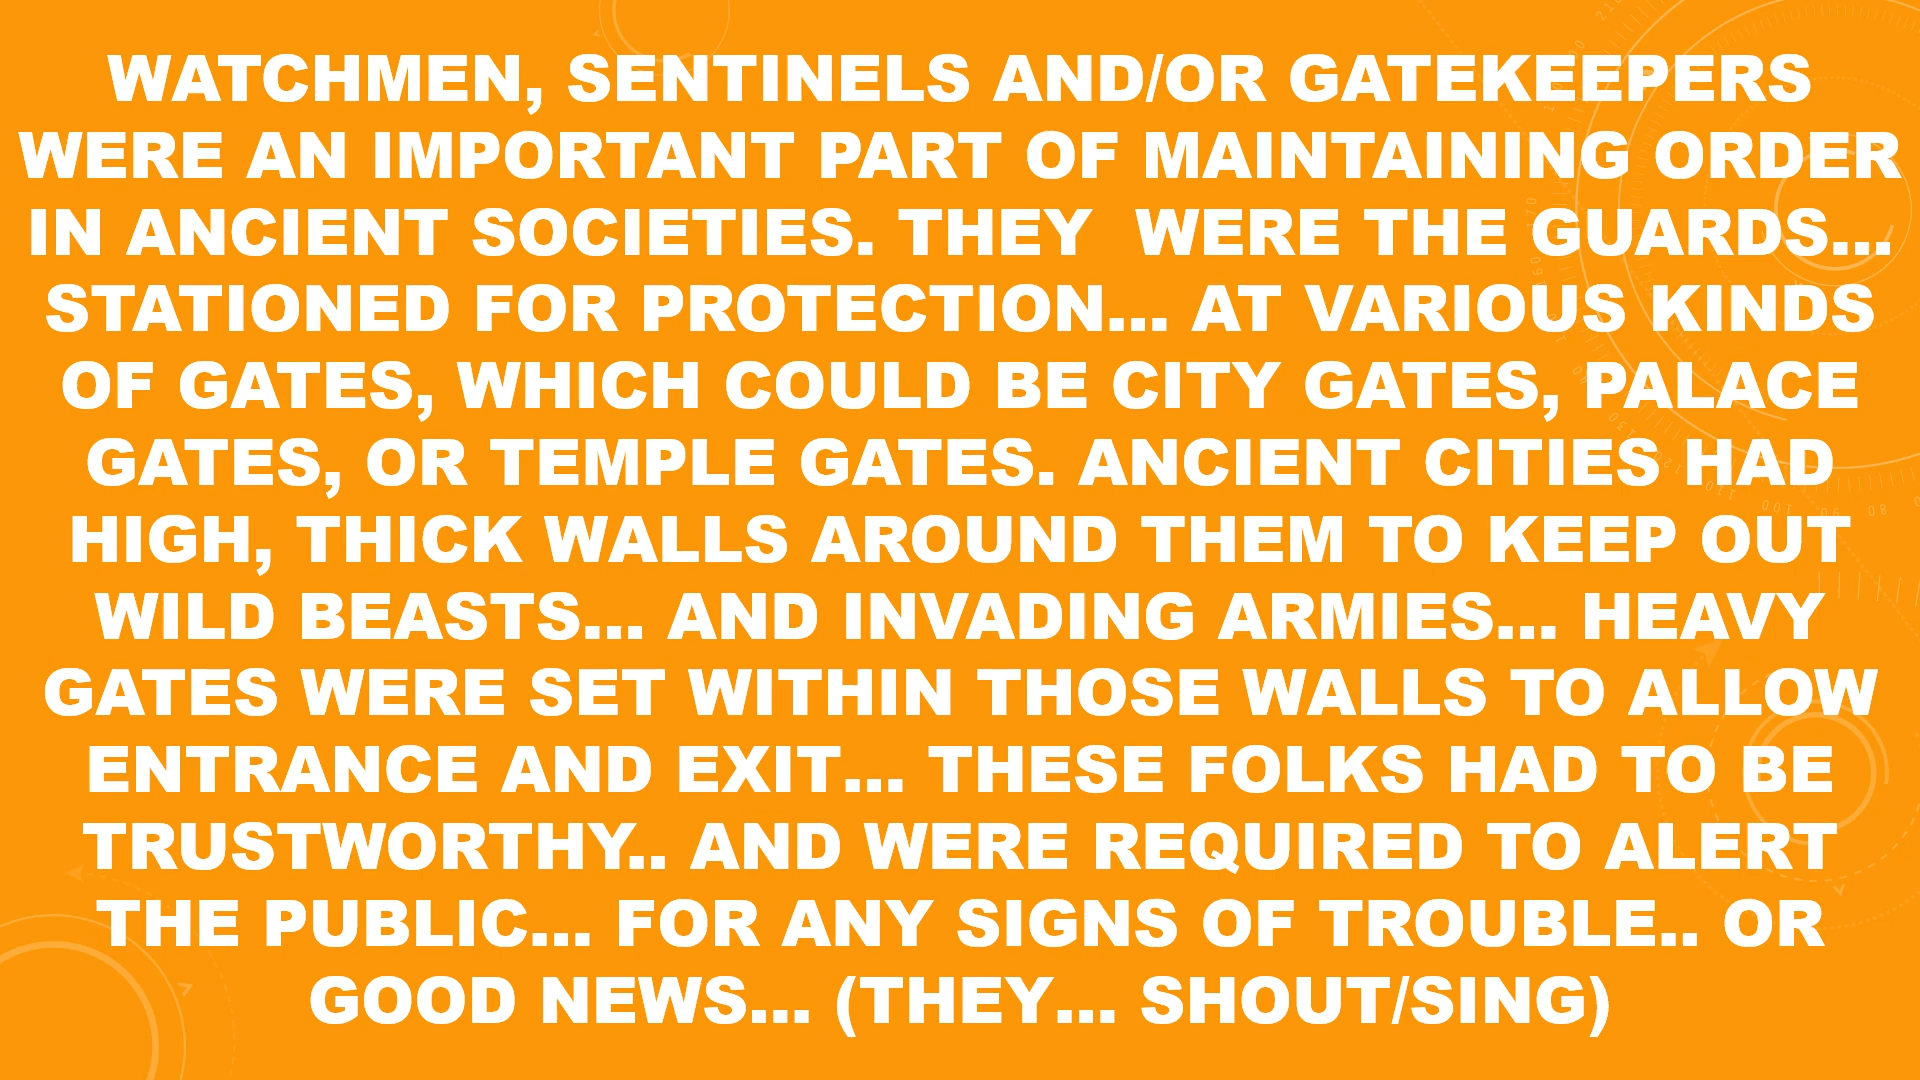 WATCHMEN, SENTINELS AND/OR GATEKEEPERS
WERE AN IMPORTANT PART OF MAINTAINING ORDER
IN ANCIENT SOCIETIES. THEY  WERE THE GUARDS...
STATIONED FOR PROTECTION... AT VARIOUS KINDS
OF GATES, WHICH COULD BE CITY GATES, PALACE
GATES, OR TEMPLE GATES. ANCIENT CITIES HAD
HIGH, THICK WALLS AROUND THEM TO KEEP OUT
WILD BEASTS... AND INVADING ARMIES... HEAVY
GATES WERE SET WITHIN THOSE WALLS TO ALLOW
ENTRANCE AND EXIT... THESE FOLKS HAD TO BE
TRUSTWORTHY.. AND WERE REQUIRED TO ALERT
THE PUBLIC... FOR ANY SIGNS OF TROUBLE.. OR
GOOD NEWS... (THEY... SHOUT/SING)